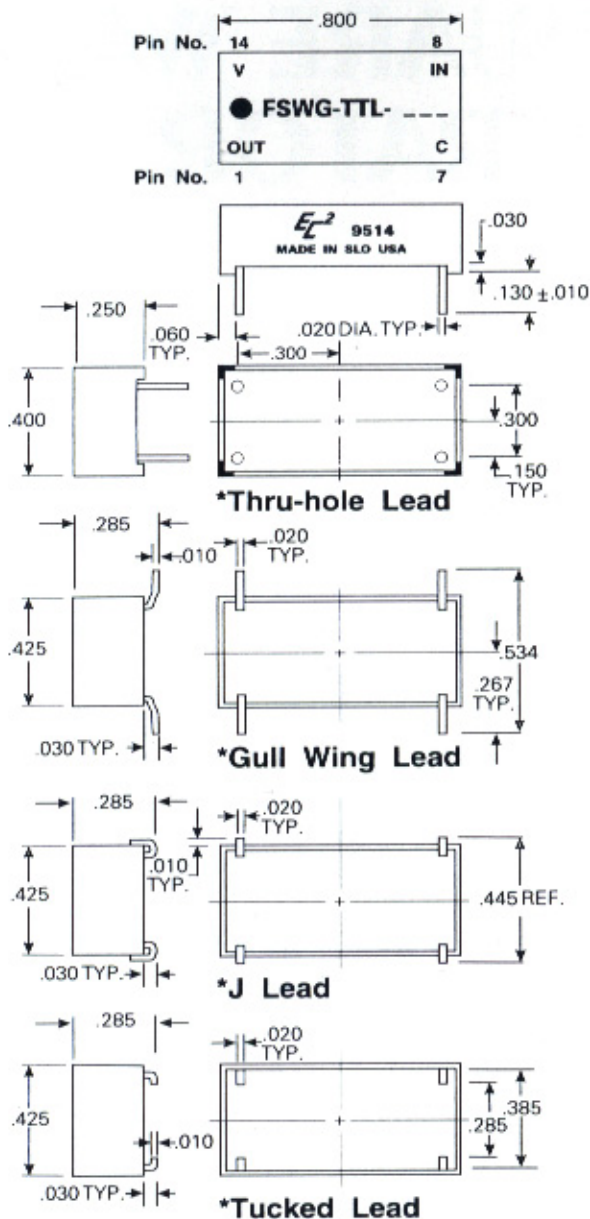 .800
Pin No. 14 8
V IN
FSWG-TTL- _ _ _
OUT C
Pin No. 1 7
EC² 9514
MADE IN SLO USA
.030
.130 ±.010
.250
.060 TYP.
.020 DIA. TYP.
.300
.400
.300
.150 TYP.
*Thru-hole Lead
.285
.010
.020 TYP.
.425
.534
.267 TYP.
.030 TYP.
*Gull Wing Lead
.285
.020 TYP.
.010 TYP.
.425
.445 REF.
.030 TYP.
*J Lead
.285
.020 TYP.
.425
.010
.285
.385
.030 TYP.
*Tucked Lead